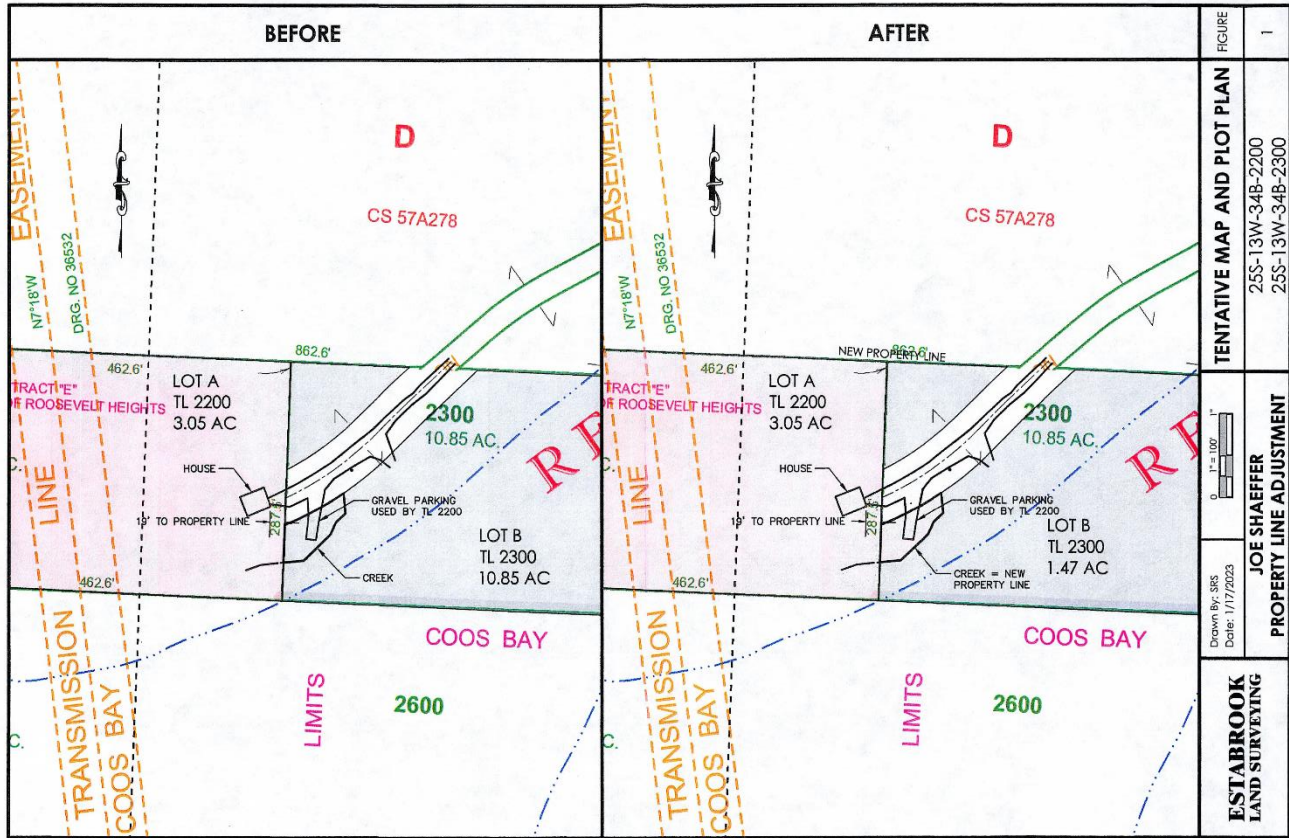 BEFORE
EASEMENT
N7°18'W
DRG. NO 36532
D
CS 57A278
462.6'
862.6'
TRACT "E"
OF ROOSEVELT HEIGHTS
LOT A
TL 2200
3.05 AC
2300
10.85 AC.
C.
LINE
HOUSE
19' TO PROPERTY LINE
GRAVEL PARKING
USED BY TL 2200
LOT B
TL 2300
10.85 AC
CREEK
462.6'
COOS BAY
TRANSMISSION
COOS BAY
LIMITS
2600
C.
AFTER
EASEMENT
N7°18'W
DRG. NO 36532
D
CS 57A278
NEW PROPERTY LINE
462.6'
862.6'
TRACT "E"
OF ROOSEVELT HEIGHTS
LOT A
TL 2200
3.05 AC
2300
10.85 AC.
C.
LINE
HOUSE
19' TO PROPERTY LINE
GRAVEL PARKING
USED BY TL 2200
LOT B
TL 2300
1.47 AC
CREEK = NEW
PROPERTY LINE
462.6'
COOS BAY
TRANSMISSION
COOS BAY
LIMITS
2600
C.
ESTABROOK
LAND SURVEYING
Drawn By: SRS
Date: 1/17/2023
0 1" = 100' 1"
JOE SHAEFFER
PROPERTY LINE ADJUSTMENT
TENTATIVE MAP AND PLOT PLAN
25S-13W-34B-2200
25S-13W-34B-2300
FIGURE
1